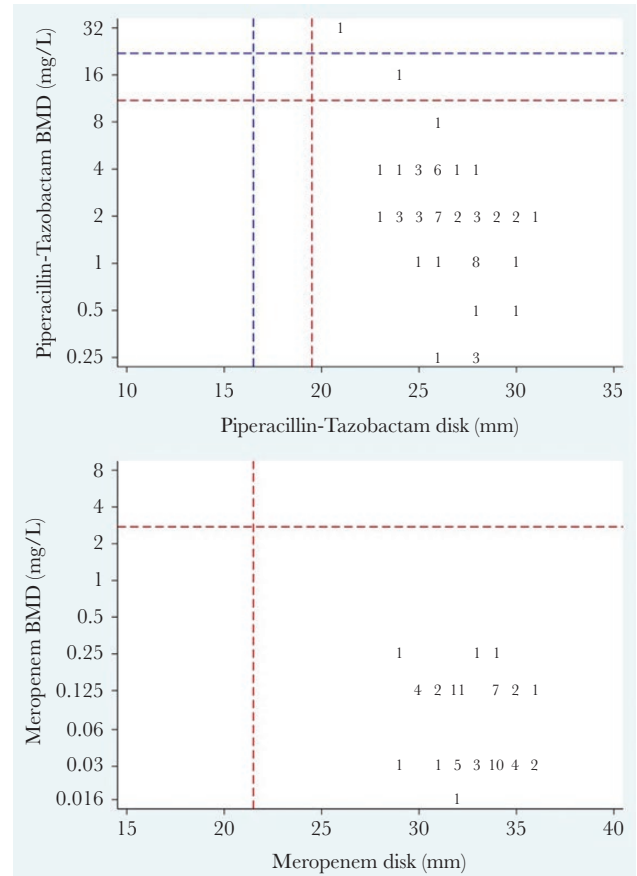 Piperacillin-Tazobactam BMD (mg/L)
32 1
16 1
8 1
4 1 1 3 6 1 1
2 1 3 3 7 2 3 2 2 1
1 1 1 8 1
0.5 1 1
0.25 1 3
10 15 20 25 30 35
Piperacillin-Tazobactam disk (mm)
Meropenem BMD (mg/L)
8
4
2
1
0.5
0.25 1 1 1
0.125 4 2 11 7 2 1
0.06
0.03 1 1 5 3 10 4 2
0.016 1
15 20 25 30 35 40
Meropenem disk (mm)